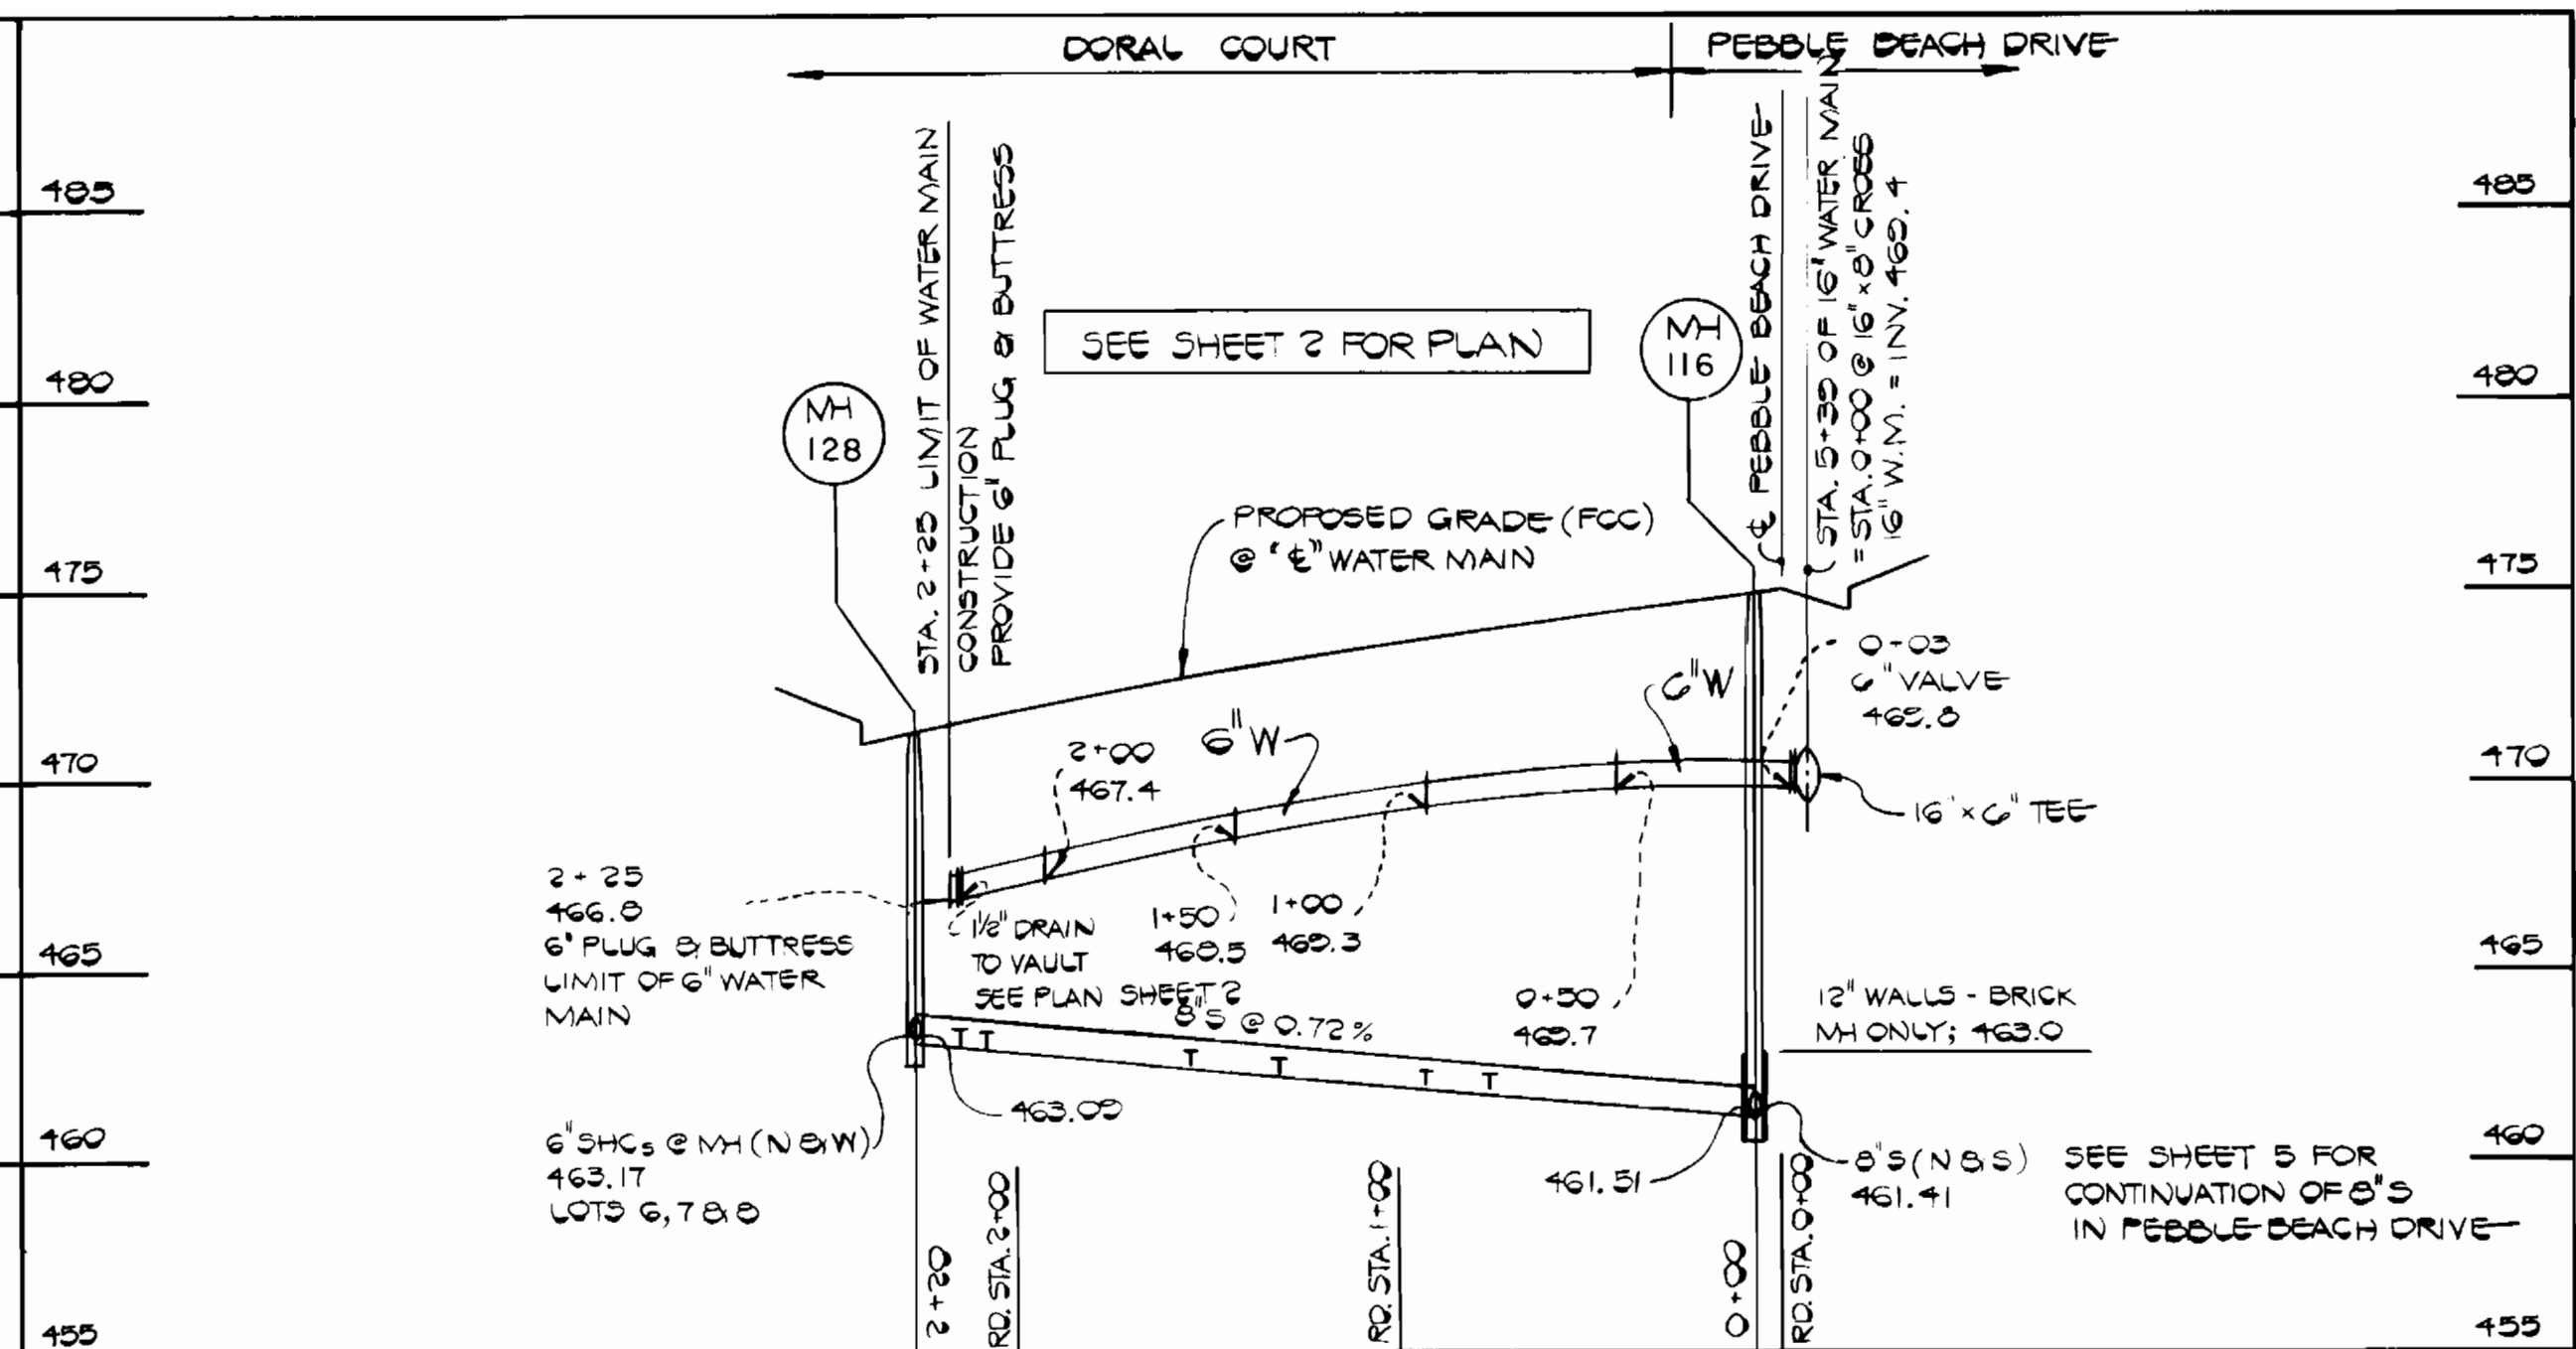 DORAL COURT
PEBBLE BEACH DRIVE
485
480
475
470
465
460
455
485
480
475
470
465
460
455
MH
128
STA. 2+25 LIMIT OF WATER MAIN
CONSTRUCTION
PROVIDE 6" PLUG & BUTTRESS
SEE SHEET 2 FOR PLAN
MH
116
℄ PEBBLE BEACH DRIVE
STA. 5+39 OF 16" WATER MAIN
=STA. 0+00 @ 16" x 8" CROSS
16" W.M. = INV. 469.4
PROPOSED GRADE (FCC)
@ "℄" WATER MAIN
0+03
6" VALVE
469.8
6"W
6"W
2+00
467.4
16" x 6" TEE
2+25
466.8
6" PLUG & BUTTRESS
LIMIT OF 6" WATER
MAIN
1½" DRAIN
TO VAULT
SEE PLAN SHEET 2
1+50
468.5
1+00
469.3
0+50
469.7
12" WALLS - BRICK
MH ONLY; 463.0
8"S @ 0.72%
T T T T T T
463.09
6" SHCs @ MH (N & W)
463.17
LOTS 6, 7 & 8
461.51
8"S (N & S)
461.41
SEE SHEET 5 FOR
CONTINUATION OF 8"S
IN PEBBLE BEACH DRIVE
2+20
RD. STA. 2+00
RD. STA. 1+00
0+00
RD. STA. 0+00